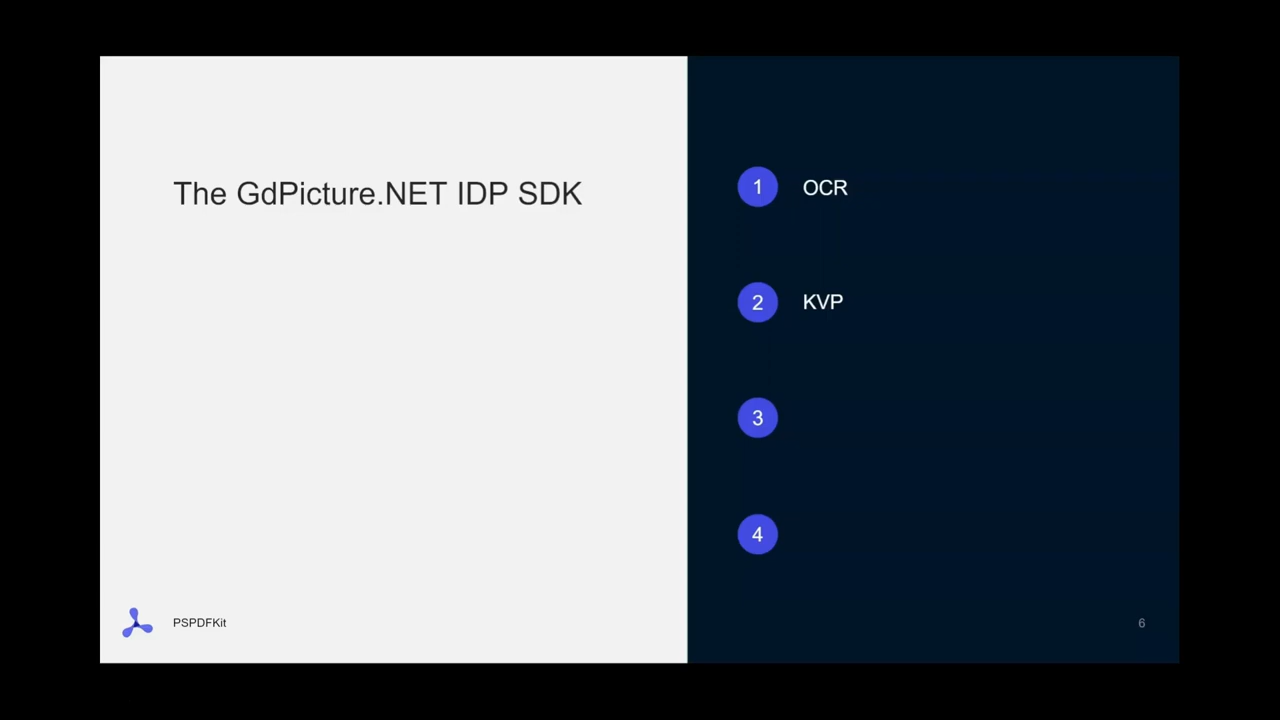 The GdPicture.NET IDP SDK
1 OCR
2 KVP
3
4
PSPDFKit
6